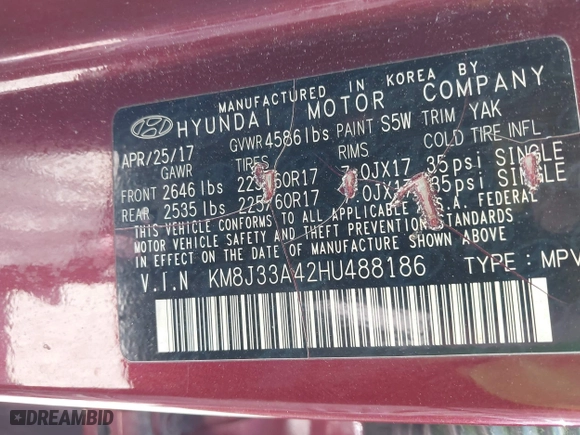 MANUFACTURED IN KOREA BY
HYUNDAI MOTOR COMPANY
APR/25/17 GVWR 4586 lbs PAINT S5W TRIM YAK
GAWR TIRES RIMS COLD TIRE INFL
FRONT 2646 lbs 35 psi SINGLE
REAR 2535 lbs 225/60R17 35 psi SINGLE
THIS VEHICLE CONFORMS TO ALL APPLICABLE U.S.A. FEDERAL
MOTOR VEHICLE SAFETY AND THEFT PREVENTION STANDARDS
IN EFFECT ON THE DATE OF MANUFACTURE SHOWN ABOVE
V.I.N KM8J33A42HU488186 TYPE : MPV
DREAMBID